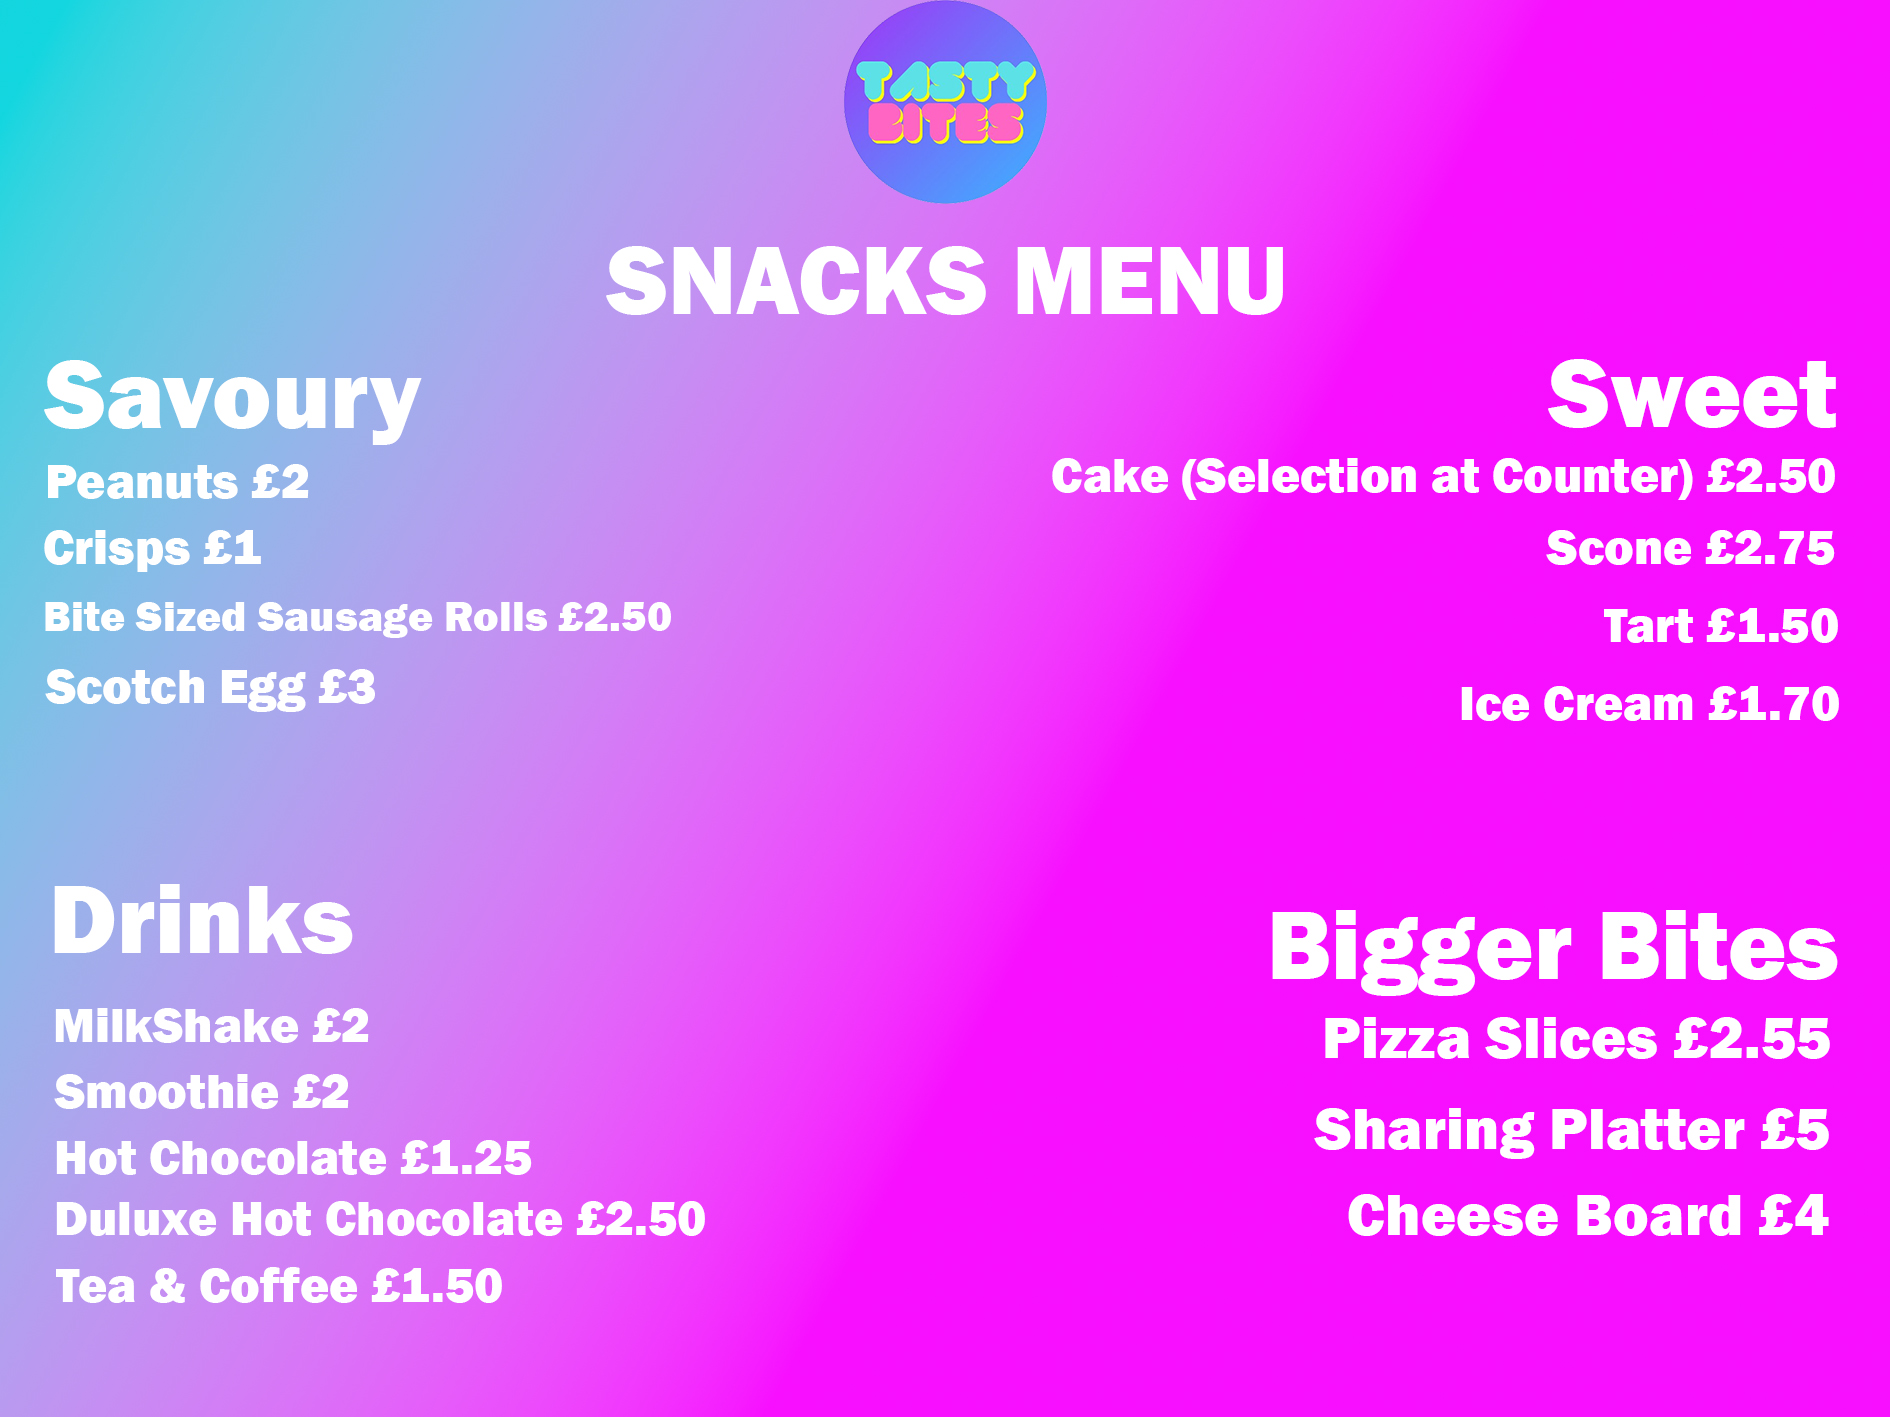 TASTY
BITES
SNACKS MENU
Savoury
Peanuts £2
Crisps £1
Bite Sized Sausage Rolls £2.50
Scotch Egg £3
Sweet
Cake (Selection at Counter) £2.50
Scone £2.75
Tart £1.50
Ice Cream £1.70
Drinks
MilkShake £2
Smoothie £2
Hot Chocolate £1.25
Duluxe Hot Chocolate £2.50
Tea & Coffee £1.50
Bigger Bites
Pizza Slices £2.55
Sharing Platter £5
Cheese Board £4